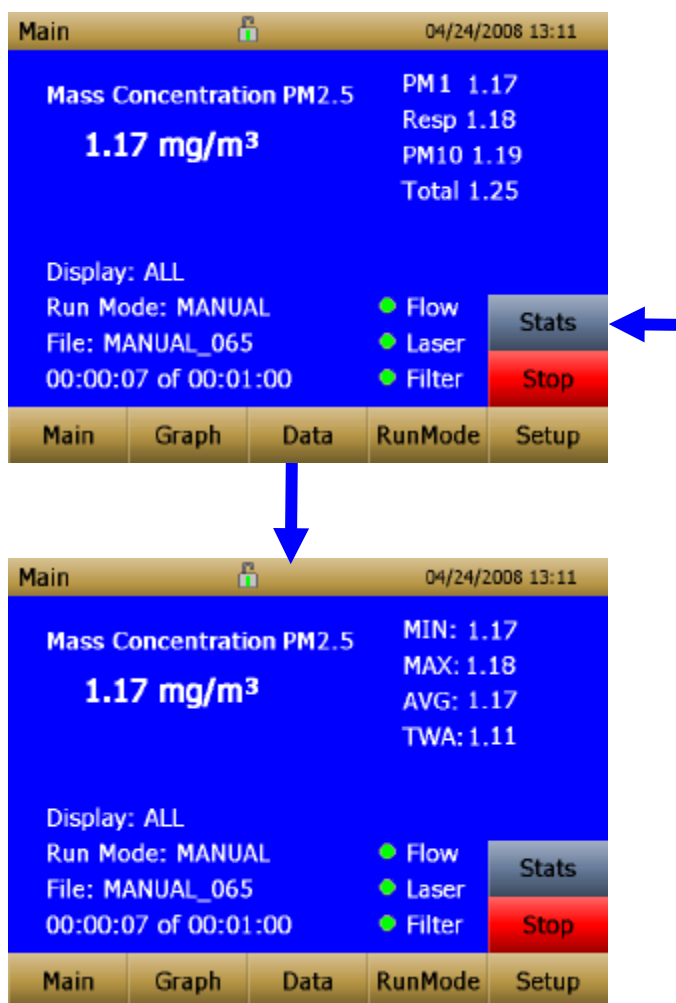 Main 04/24/2008 13:11
Mass Concentration PM2.5
1.17 mg/m³
PM1 1.17
Resp 1.18
PM10 1.19
Total 1.25
Display: ALL
Run Mode: MANUAL
File: MANUAL_065
00:00:07 of 00:01:00
Flow
Laser
Filter
Stats
Stop
Main Graph Data RunMode Setup
Main 04/24/2008 13:11
Mass Concentration PM2.5
1.17 mg/m³
MIN: 1.17
MAX: 1.18
AVG: 1.17
TWA: 1.11
Display: ALL
Run Mode: MANUAL
File: MANUAL_065
00:00:07 of 00:01:00
Flow
Laser
Filter
Stats
Stop
Main Graph Data RunMode Setup